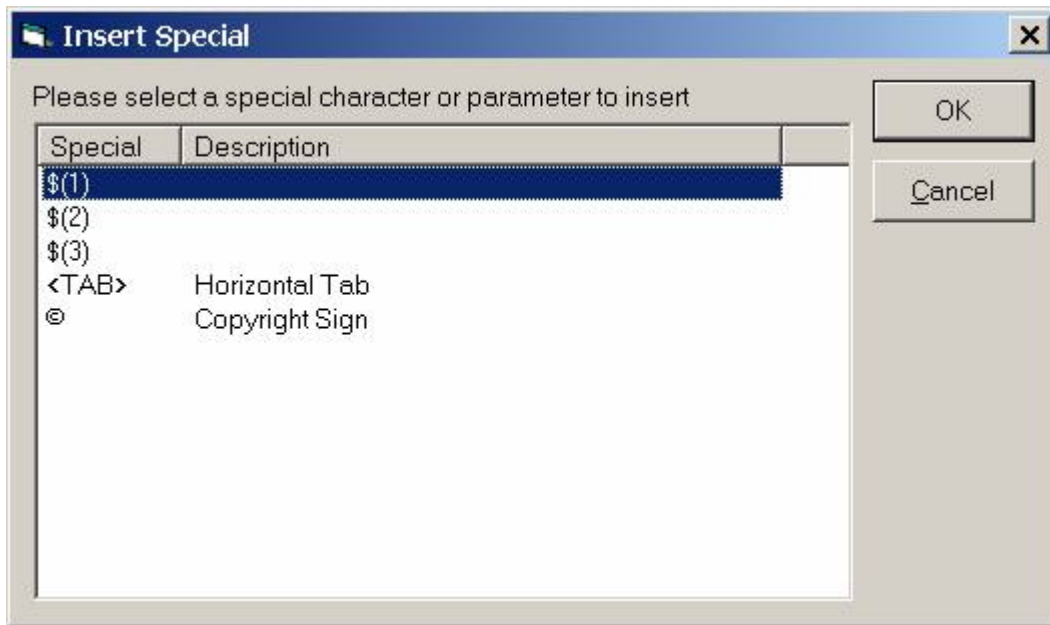 Insert Special
Please select a special character or parameter to insert
OK
Special Description
$(1)
Cancel
$(2)
$(3)
<TAB> Horizontal Tab
© Copyright Sign